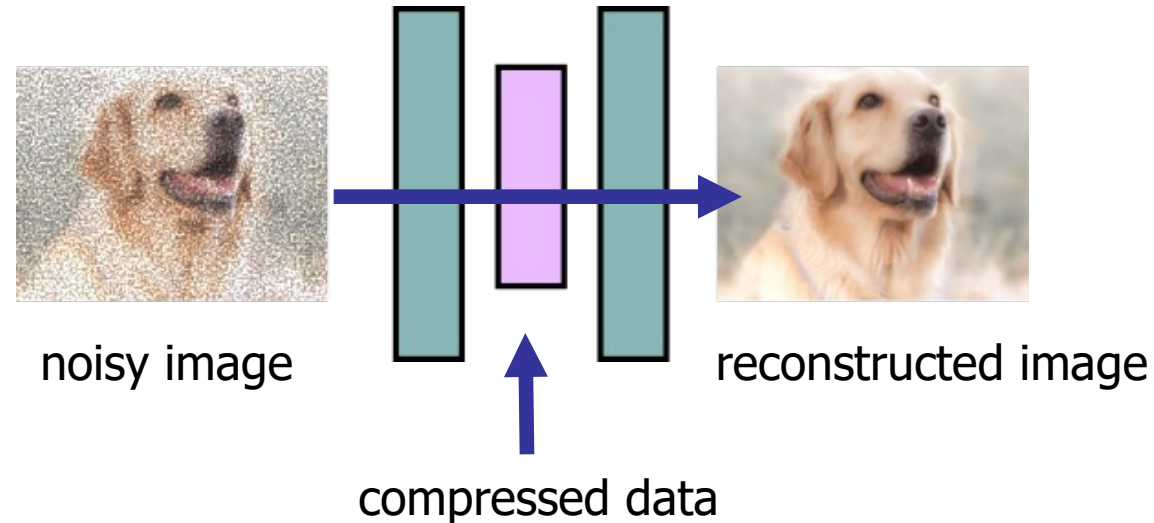 noisy image
reconstructed image
compressed data